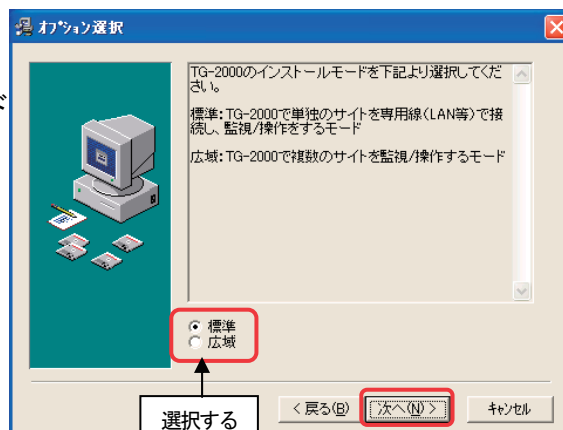 オプション選択
ド
TG-2000のインストールモードを下記より選択してくだ
さい。
標準:TG-2000で単独のサイトを専用線(LAN等)で接
続し、監視/操作をするモード
広域:TG-2000で複数のサイトを監視/操作するモード
標準
広域
選択する
< 戻る(B)
次へ(N) >
キャンセル